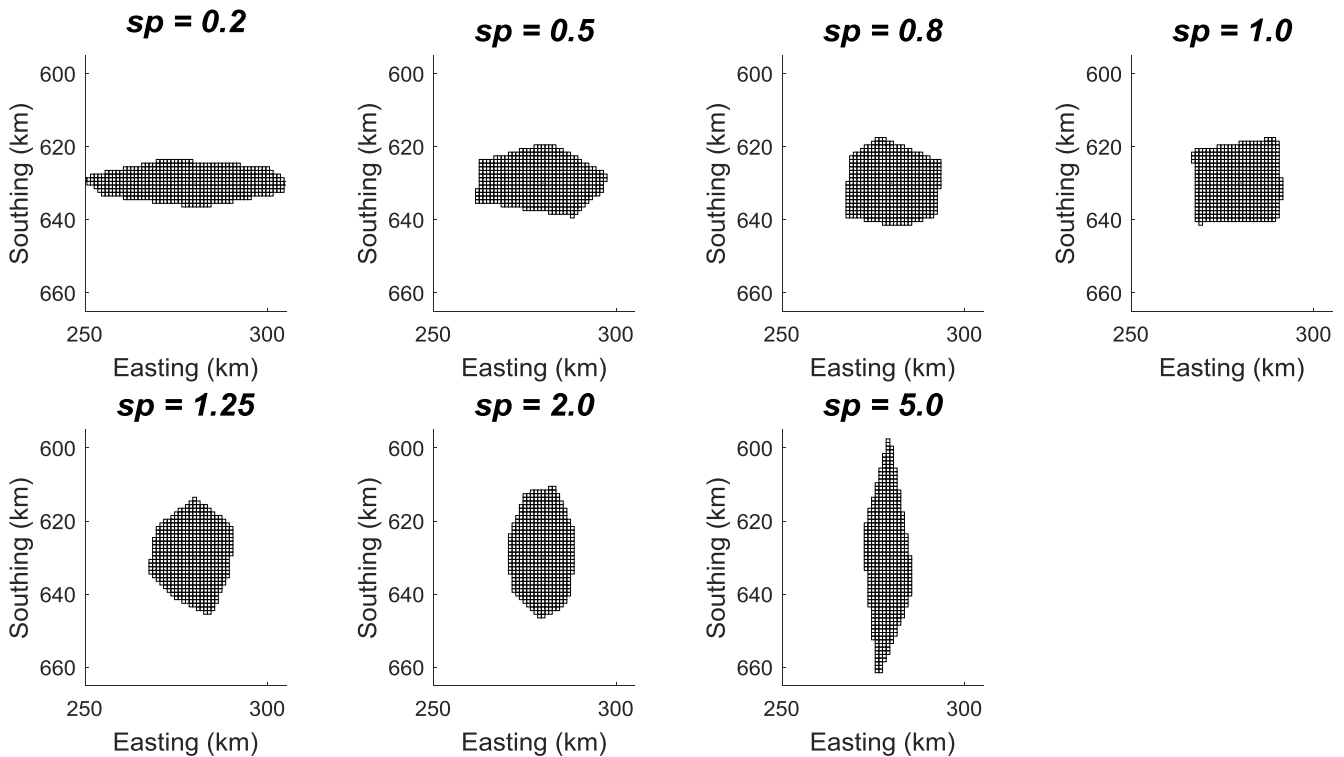 sp = 0.2
600
620
640
660
Southing (km)
250
300
Easting (km)
sp = 0.5
600
620
640
660
Southing (km)
250
300
Easting (km)
sp = 0.8
600
620
640
660
Southing (km)
250
300
Easting (km)
sp = 1.0
600
620
640
660
Southing (km)
250
300
Easting (km)
sp = 1.25
600
620
640
660
Southing (km)
250
300
Easting (km)
sp = 2.0
600
620
640
660
Southing (km)
250
300
Easting (km)
sp = 5.0
600
620
640
660
Southing (km)
250
300
Easting (km)